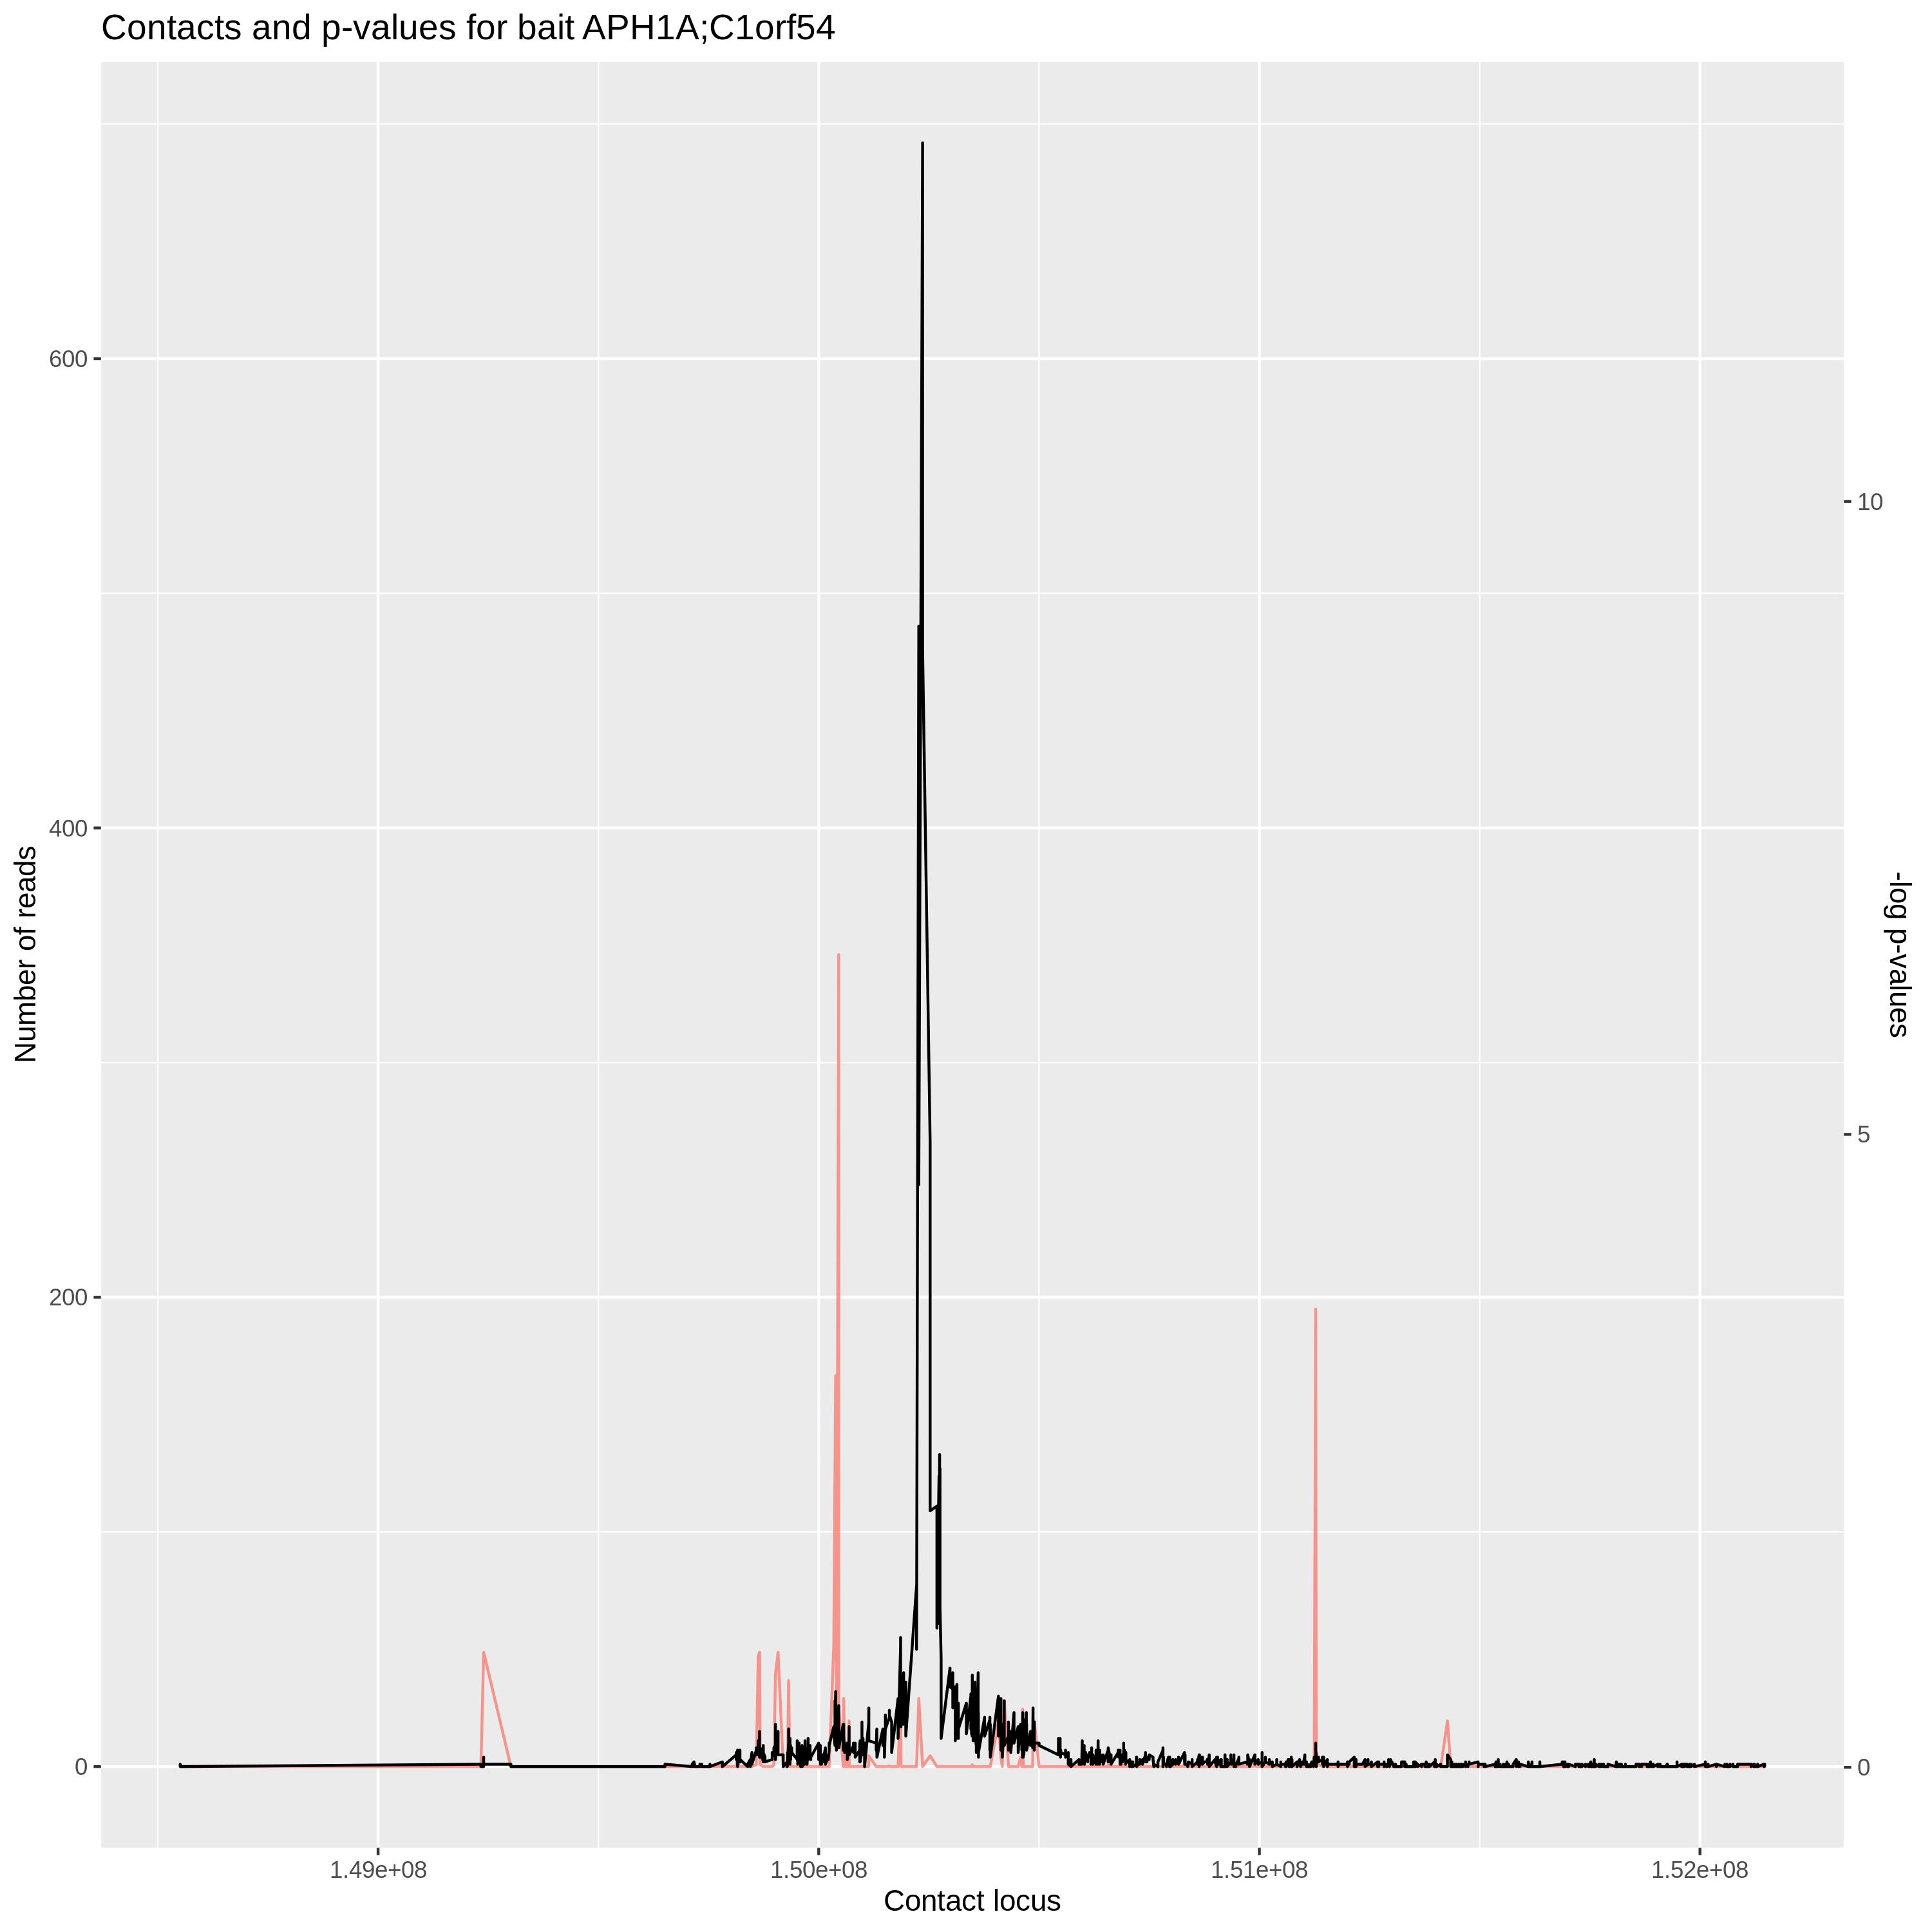 Contacts and p-values for bait APH1A;C1orf54
Number of reads
600
400
200
0
10
5
0
-log p-values
1.49e+08 1.50e+08 1.51e+08 1.52e+08
Contact locus